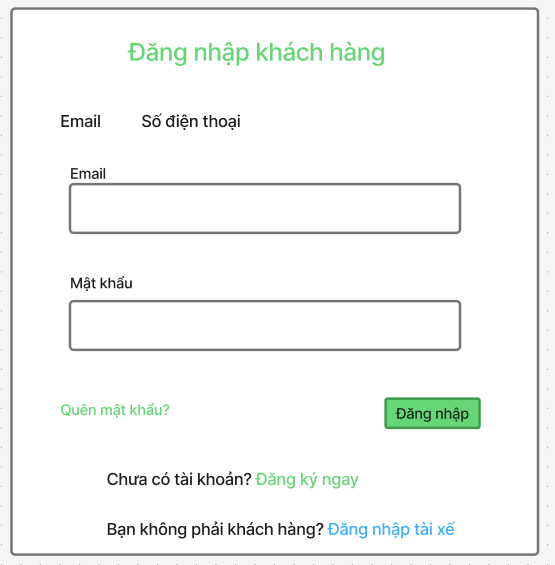 Đăng nhập khách hàng
Email Số điện thoại
Email
Mật khẩu
Quên mật khẩu? Đăng nhập
Chưa có tài khoản? Đăng ký ngay
Bạn không phải khách hàng? Đăng nhập tài xế